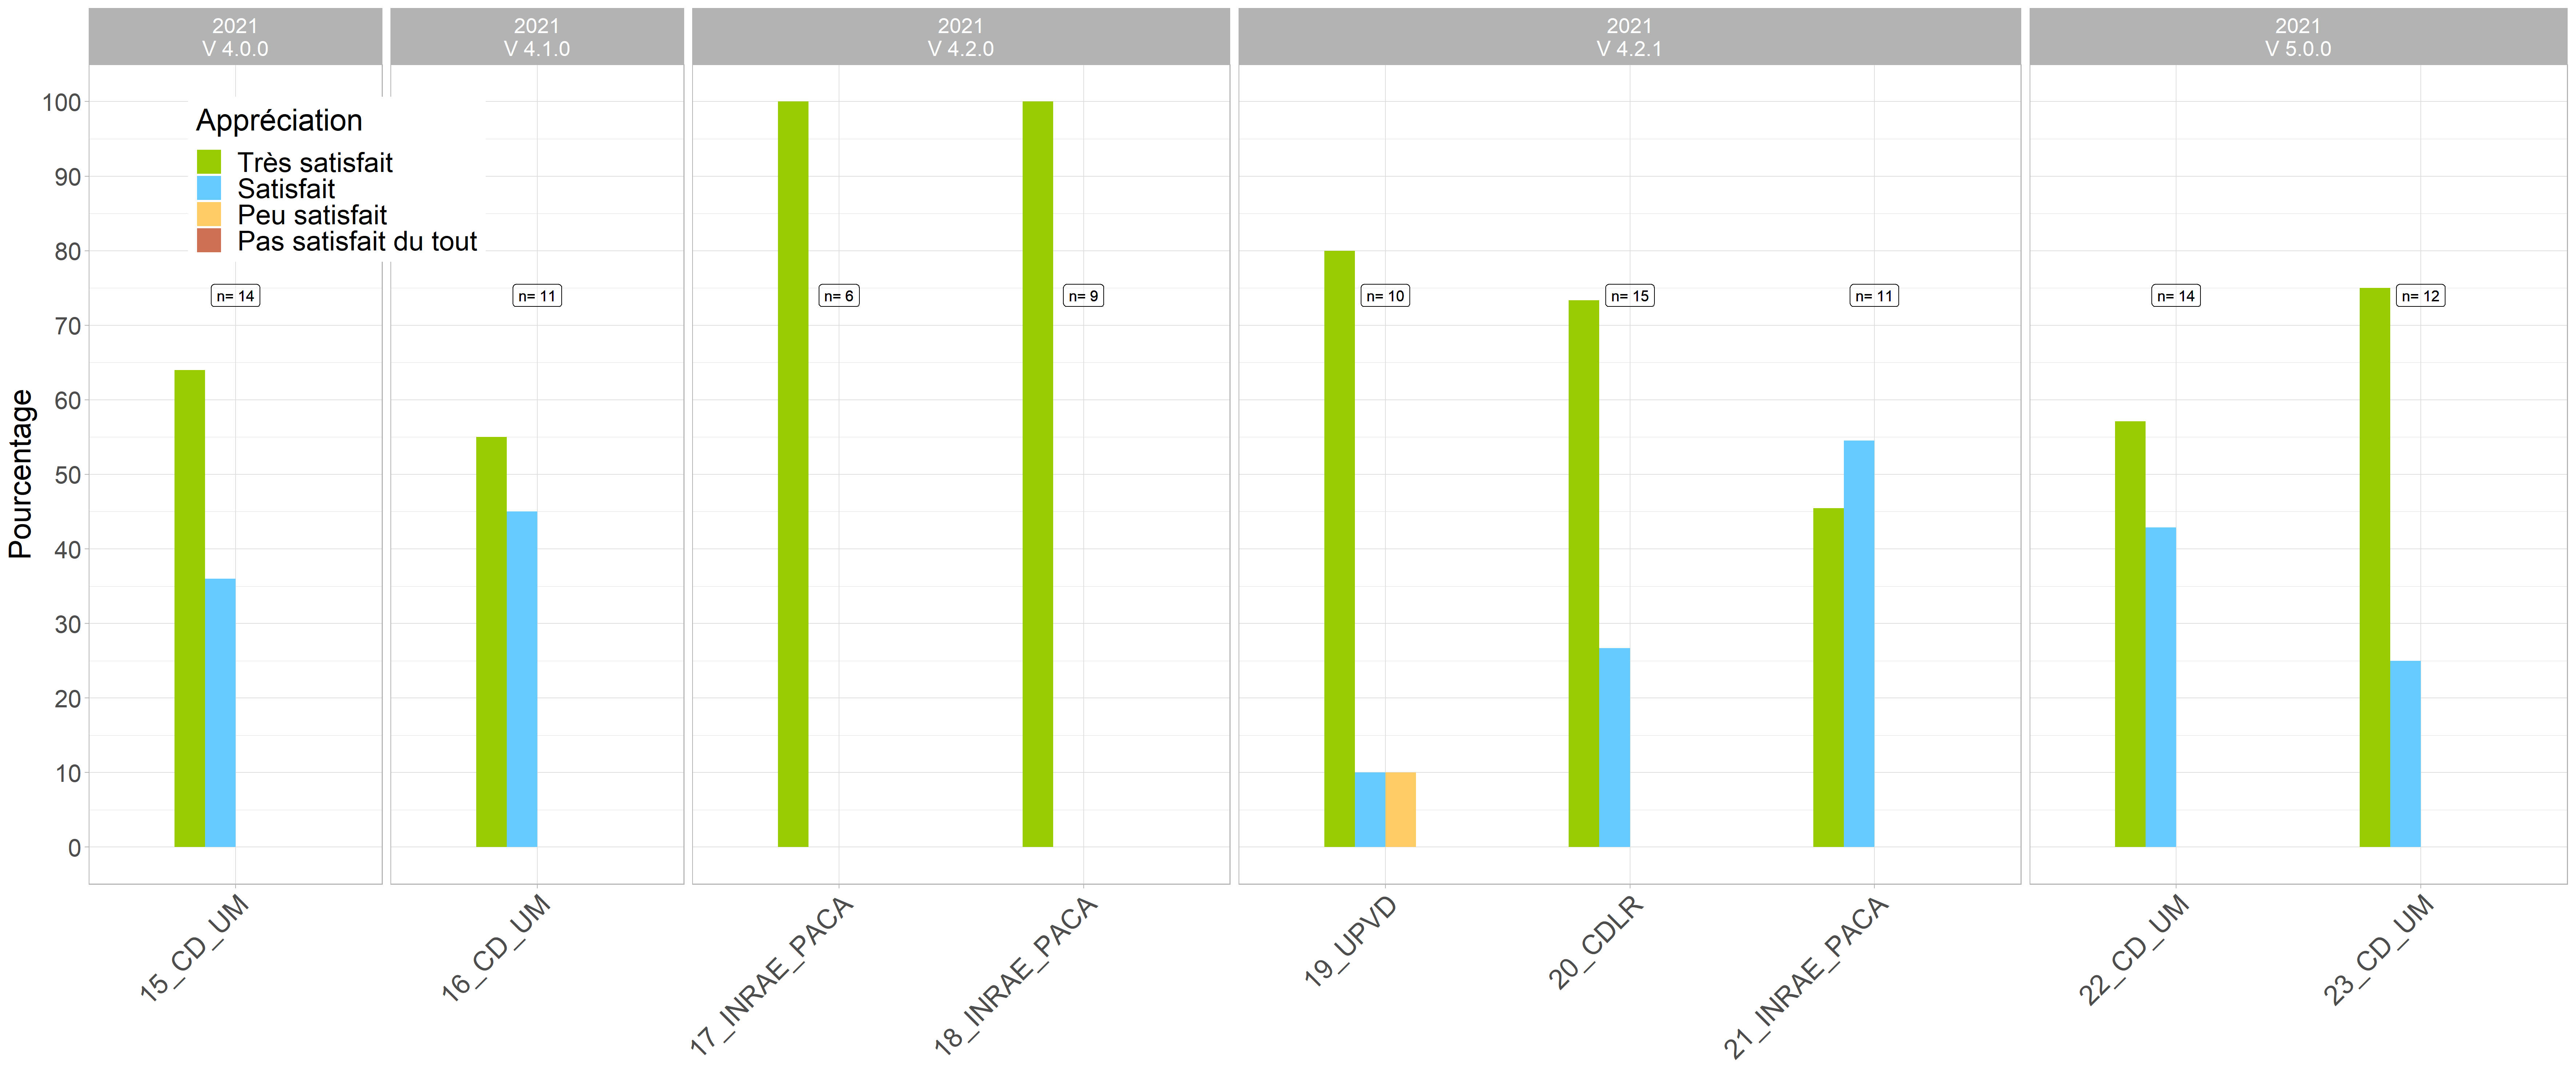 2021
V 4.0.0
2021
V 4.1.0
2021
V 4.2.0
2021
V 4.2.1
2021
V 5.0.0
Pourcentage
100
90
80
70
60
50
40
30
20
10
0
Appréciation
Très satisfait
Satisfait
Peu satisfait
Pas satisfait du tout
n= 14
n= 11
n= 6
n= 9
n= 10
n= 15
n= 11
n= 14
n= 12
15_CD_UM
16_CD_UM
17_INRAE_PACA
18_INRAE_PACA
19_UPVD
20_CDLR
21_INRAE_PACA
22_CD_UM
23_CD_UM